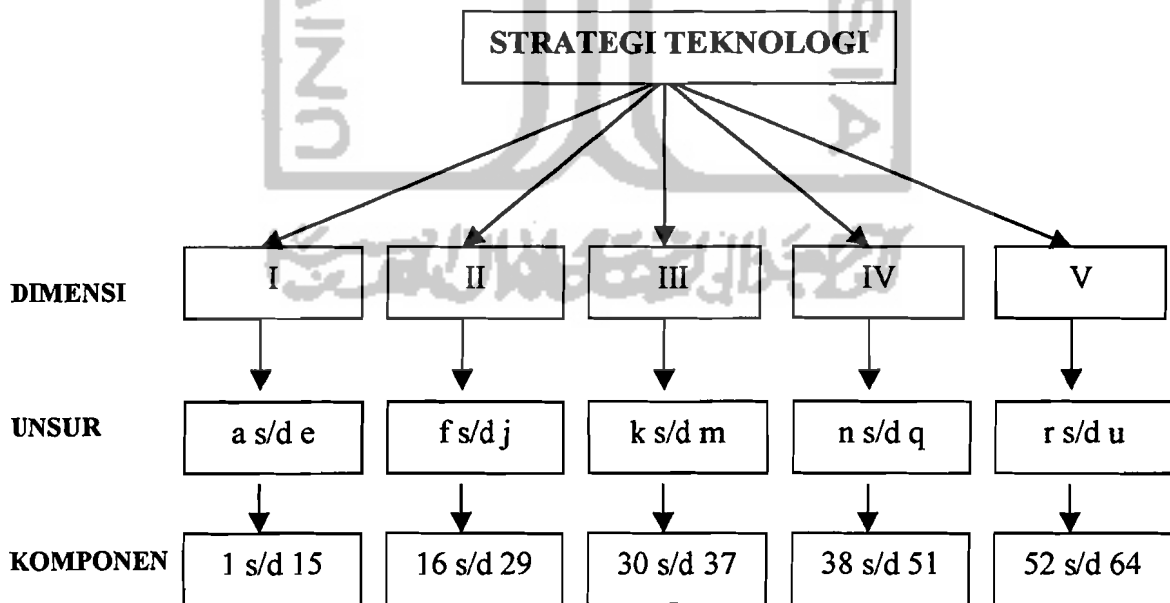 STRATEGI TEKNOLOGI
DIMENSI
I
II
III
IV
V
UNSUR
a s/d e
f s/d j
k s/d m
n s/d q
r s/d u
KOMPONEN
1 s/d 15
16 s/d 29
30 s/d 37
38 s/d 51
52 s/d 64